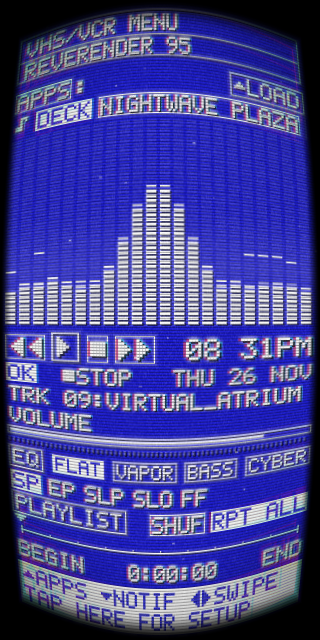 VHS/VCR MENU
REVERENDER 95
APPS: ▲LOAD
DECK NIGHTWAVE PLAZA
08 31PM
OK ■STOP THU 26 NOV
TRK 09:VIRTUAL_ATRIUM
VOLUME
EQ FLAT VAPOR BASS CYBER
SP EP SLP SLO FF
PLAYLIST SHUF RPT ALL
BEGIN 0:00:00 END
▲APPS ▼NOTIF ◀▶SWIPE
TAP HERE FOR SETUP